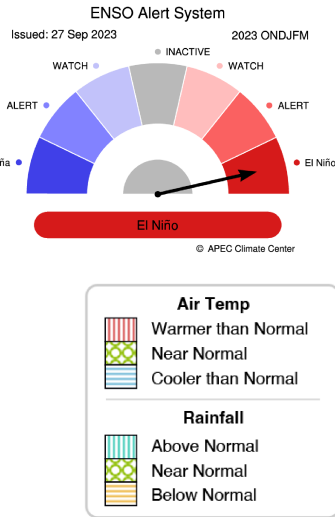 ENSO Alert System
Issued: 27 Sep 2023 2023 ONDJFM
INACTIVE
WATCH WATCH
ALERT ALERT
ña El Niño
El Niño
© APEC Climate Center
Air Temp
Warmer than Normal
Near Normal
Cooler than Normal
Rainfall
Above Normal
Near Normal
Below Normal